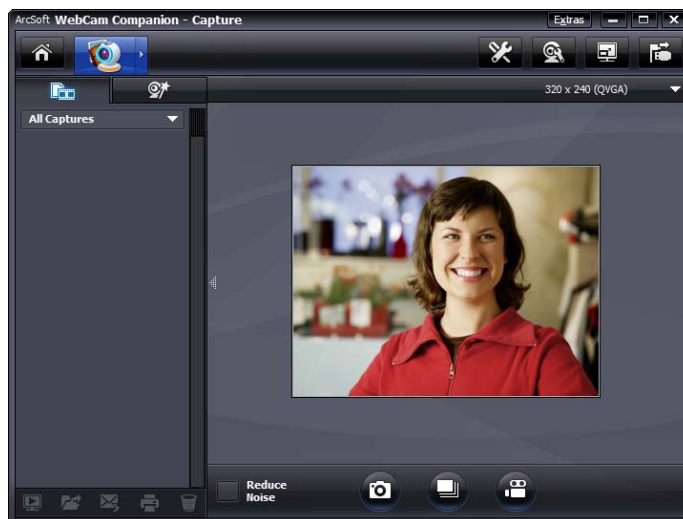 ArcSoft WebCam Companion - Capture
Extras
320 x 240 (QVGA)
All Captures
Reduce
Noise